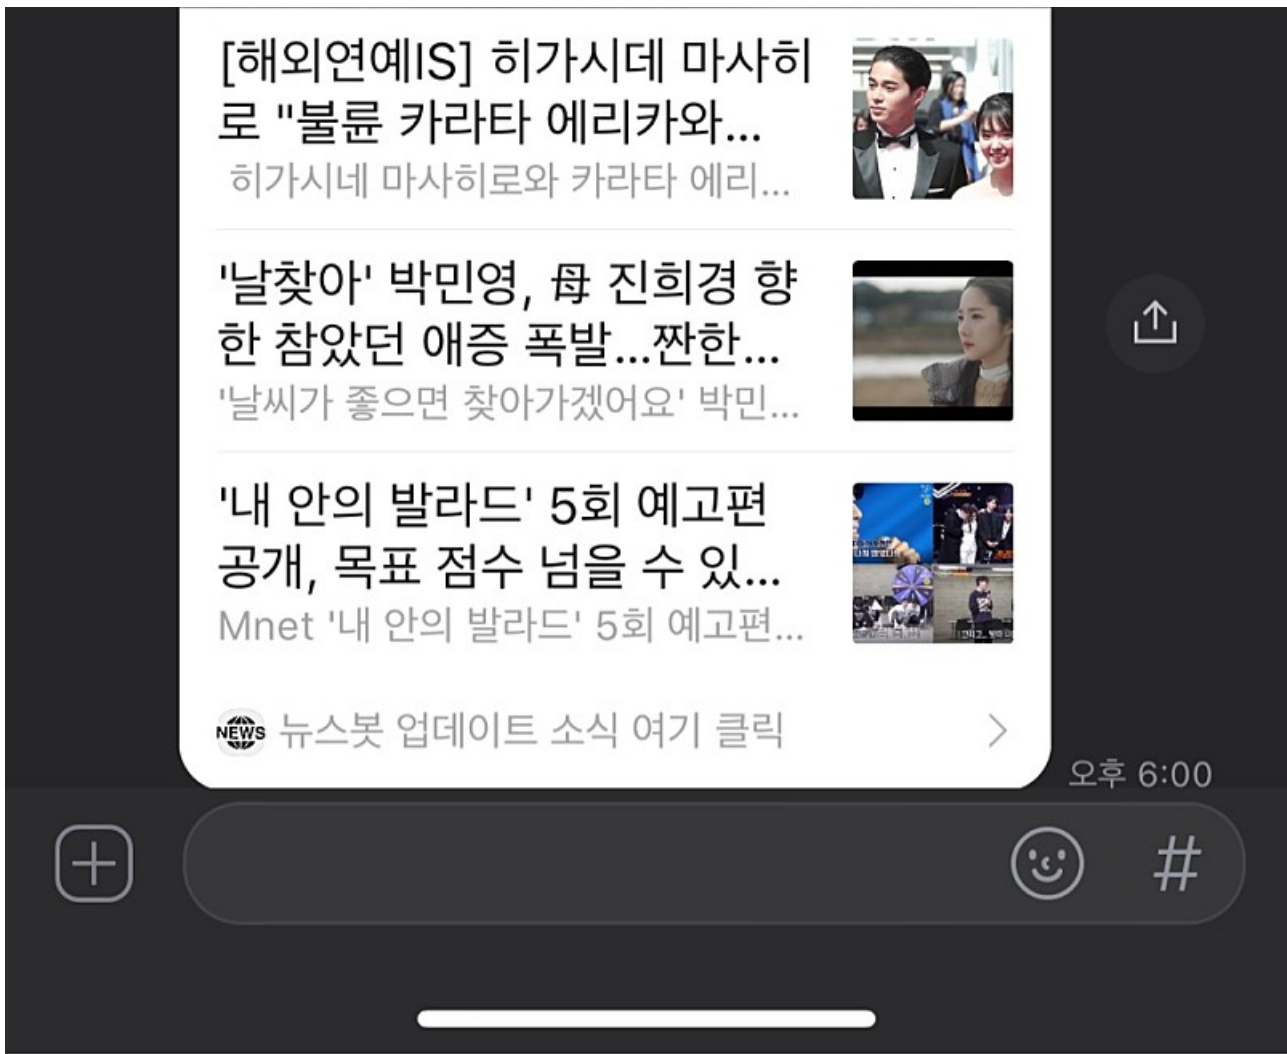 [해외연예IS] 히가시데 마사히
로 "불륜 카라타 에리카와...
히가시네 마사히로와 카라타 에리...
'날찾아' 박민영, 母 진희경 향
한 참았던 애증 폭발...짠한...
'날씨가 좋으면 찾아가겠어요' 박민...
'내 안의 발라드' 5회 예고편
공개, 목표 점수 넘을 수 있...
Mnet '내 안의 발라드' 5회 예고편...
NEWS 뉴스봇 업데이트 소식 여기 클릭
오후 6:00
#